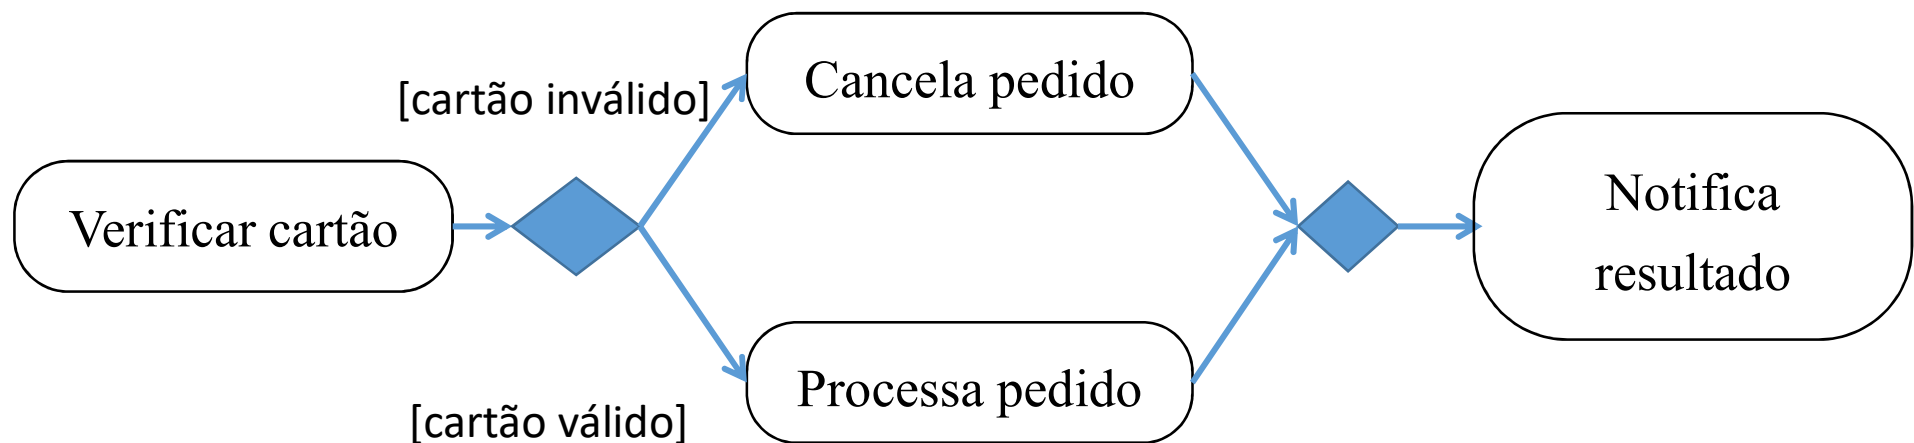 Verificar cartão
[cartão inválido]
Cancela pedido
[cartão válido]
Processa pedido
Notifica
resultado